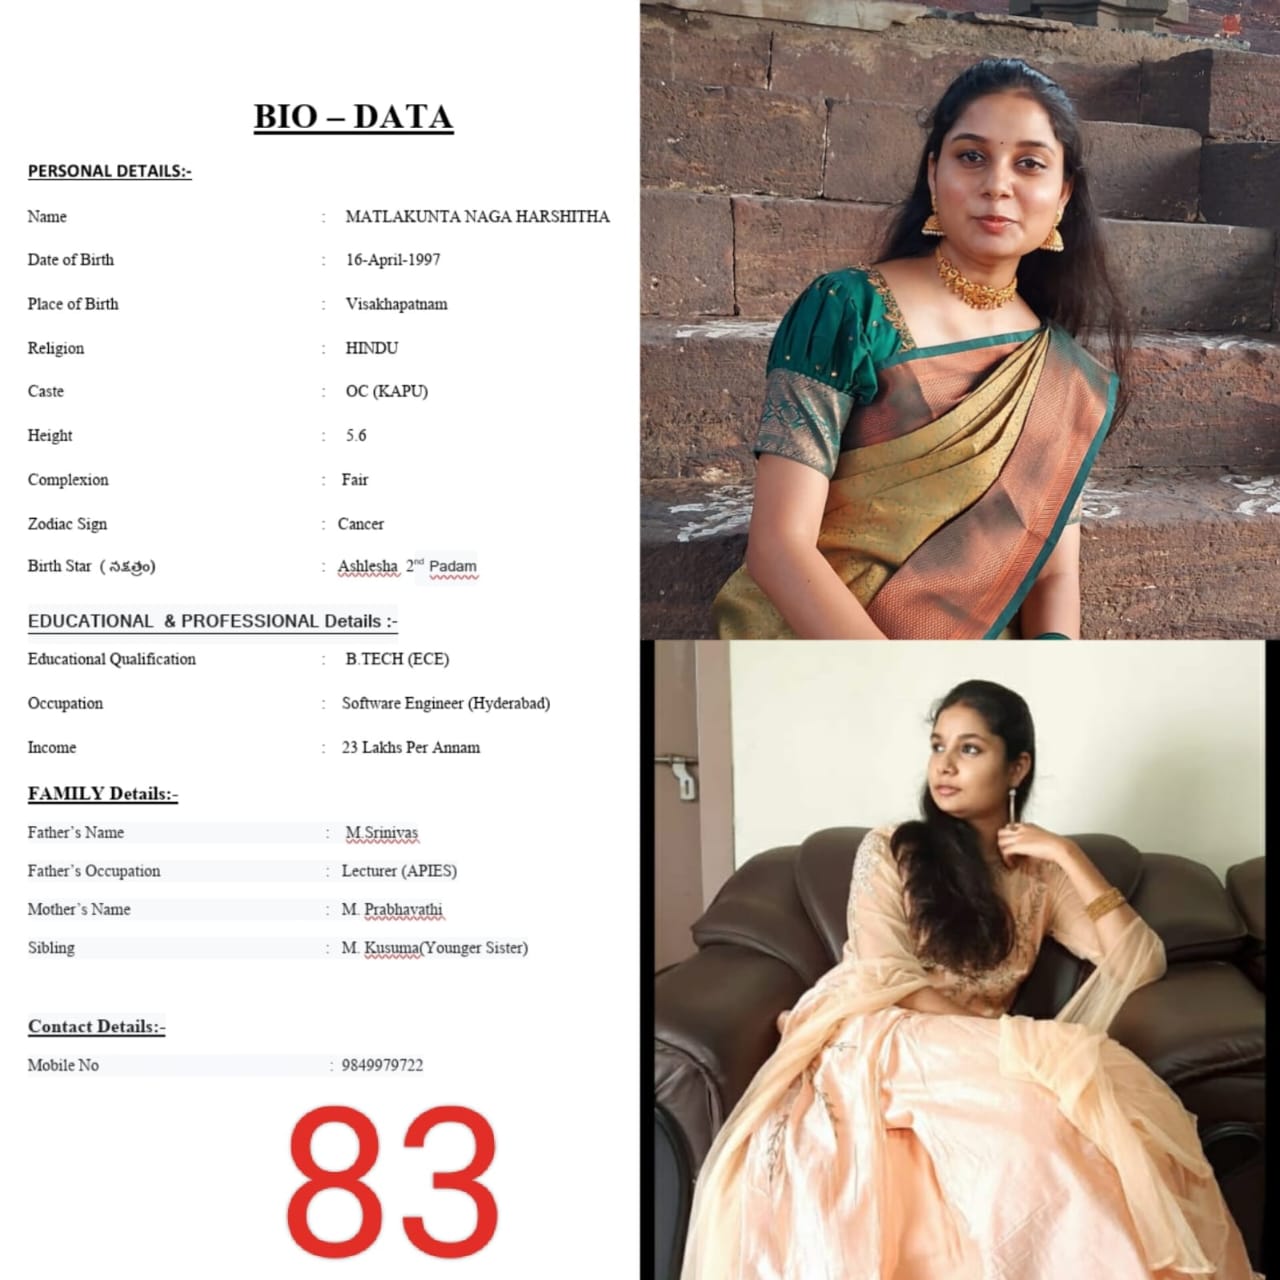 BIO – DATA
PERSONAL DETAILS:-
Name : MATLAKUNTA NAGA HARSHITHA
Date of Birth : 16-April-1997
Place of Birth : Visakhapatnam
Religion : HINDU
Caste : OC (KAPU)
Height : 5.6
Complexion : Fair
Zodiac Sign : Cancer
Birth Star ( నక్షత్రం) : Ashlesha 2nd Padam
EDUCATIONAL & PROFESSIONAL Details :-
Educational Qualification : B.TECH (ECE)
Occupation : Software Engineer (Hyderabad)
Income : 23 Lakhs Per Annam
FAMILY Details:-
Father’s Name : M.Srinivas
Father’s Occupation : Lecturer (APIES)
Mother’s Name : M. Prabhavathi
Sibling : M. Kusuma(Younger Sister)
Contact Details:-
Mobile No : 9849979722
83